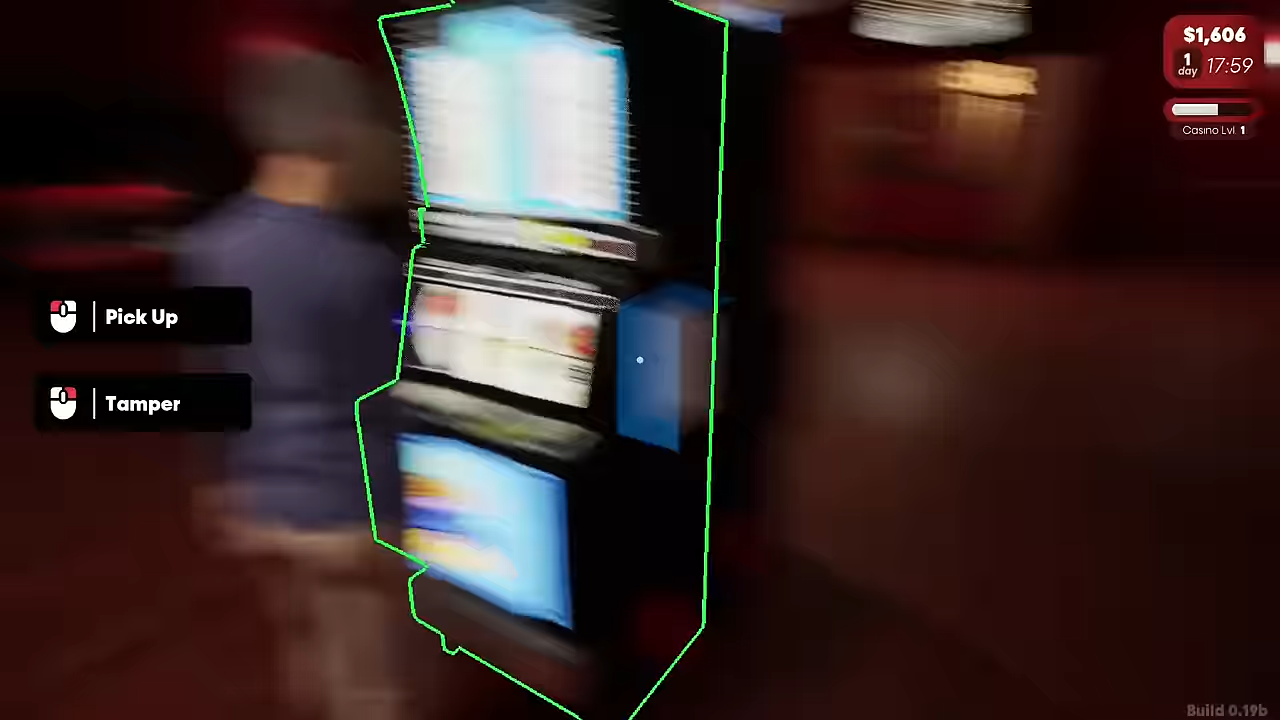 $1,606
1
day
17:59
Casino Lvl. 1
Pick Up
Tamper
Build 0.19b